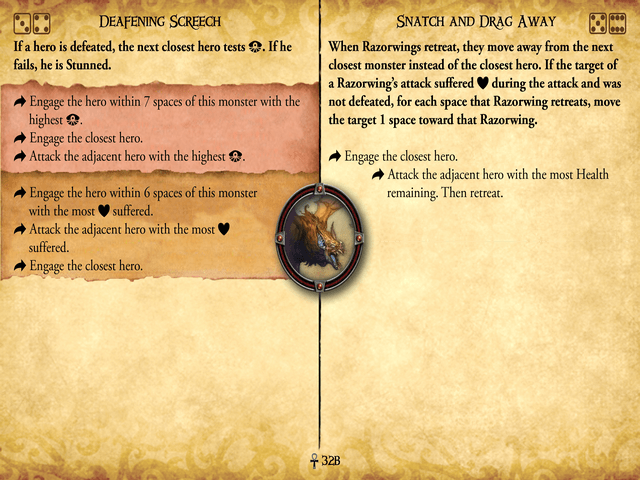 Deafening Screech
If a hero is defeated, the next closest hero tests . If he
fails, he is Stunned.
Engage the hero within 7 spaces of this monster with the
highest .
Engage the closest hero.
Attack the adjacent hero with the highest .
Engage the hero within 6 spaces of this monster
with the most suffered.
Attack the adjacent hero with the most
suffered.
Engage the closest hero.
Snatch and Drag Away
When Razorwings retreat, they move away from the next
closest monster instead of the closest hero. If the target of
a Razorwing's attack suffered during the attack and was
not defeated, for each space that Razorwing retreats, move
the target 1 space toward that Razorwing.
Engage the closest hero.
Attack the adjacent hero with the most Health
remaining. Then retreat.
32B